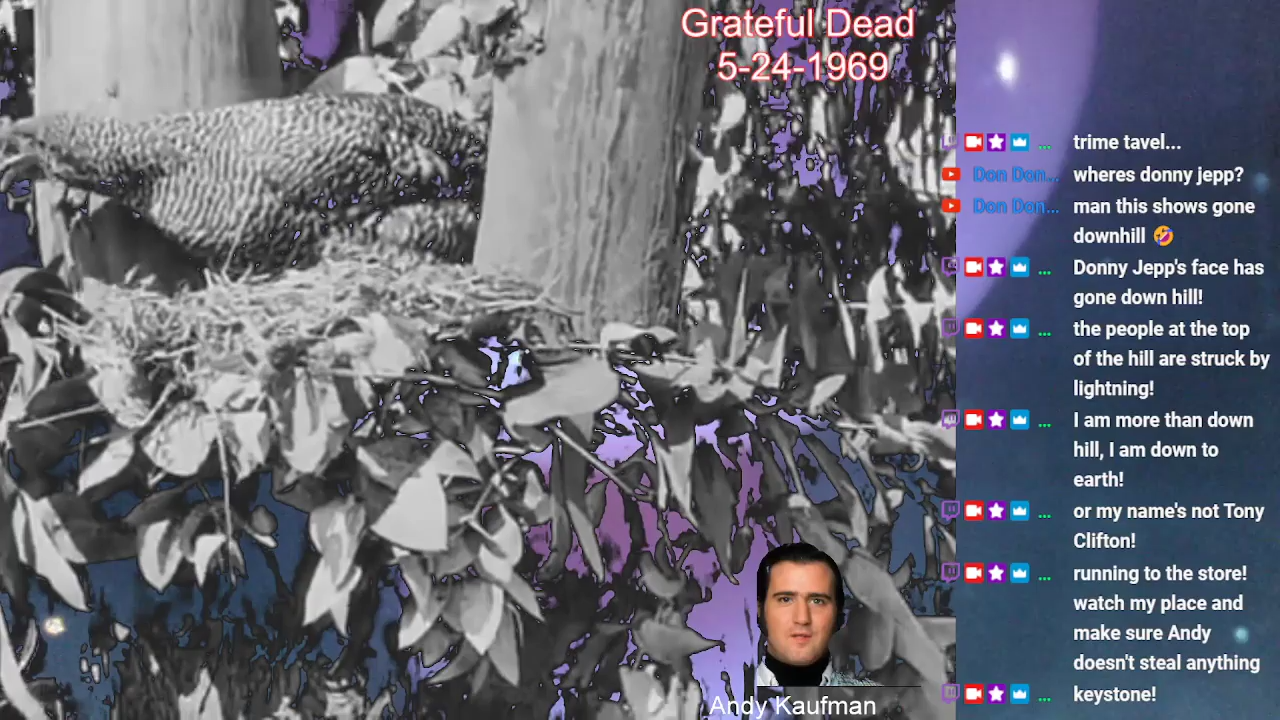 Grateful Dead
5-24-1969
trime tavel...
Don Don... wheres donny jepp?
Don Don... man this shows gone
downhill 🤣
... Donny Jepp's face has
gone down hill!
... the people at the top
of the hill are struck by
lightning!
... I am more than down
hill, I am down to
earth!
... or my name's not Tony
Clifton!
... running to the store!
watch my place and
make sure Andy
doesn't steal anything
... keystone!
Andy Kaufman